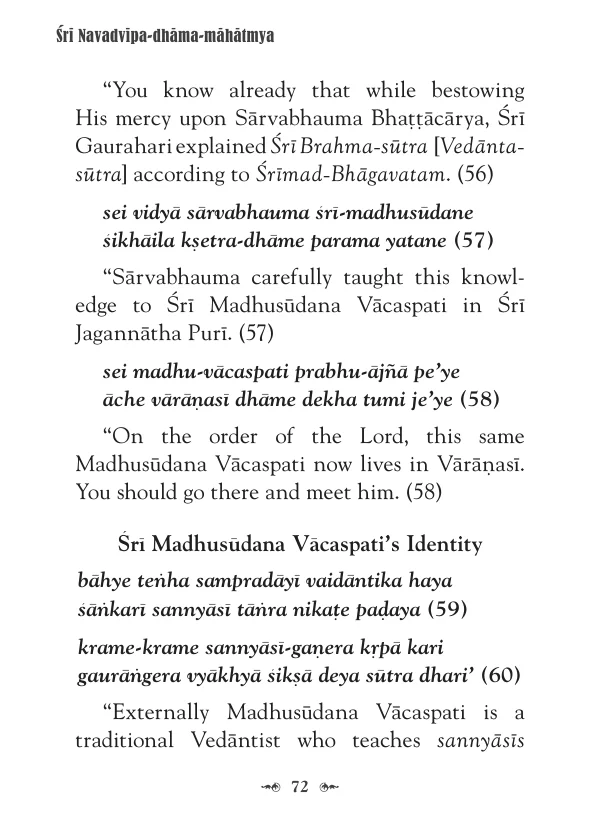 Śrī Navadvīpa-dhāma-māhātmya
“You know already that while bestowing
His mercy upon Sārvabhauma Bhaṭṭācārya, Śrī
Gaurahari explained Śrī Brahma-sūtra [Vedānta-
sūtra] according to Śrīmad-Bhāgavatam. (56)
sei vidyā sārvabhauma śrī-madhusūdane
śikhāila kṣetra-dhāme parama yatane (57)
“Sārvabhauma carefully taught this knowl-
edge to Śrī Madhusūdana Vācaspati in Śrī
Jagannātha Purī. (57)
sei madhu-vācaspati prabhu-ājñā pe’ye
āche vārāṇasī dhāme dekha tumi je’ye (58)
“On the order of the Lord, this same
Madhusūdana Vācaspati now lives in Vārāṇasī.
You should go there and meet him. (58)
Śrī Madhusūdana Vācaspati’s Identity
bāhye teṅha sampradāyī vaidāntika haya
śāṅkarī sannyāsī tāṅra nikaṭe paḍaya (59)
krame-krame sannyāsī-gaṇera kṛpā kari
gaurāṅgera vyākhyā śikṣā deya sūtra dhari’ (60)
“Externally Madhusūdana Vācaspati is a
traditional Vedāntist who teaches sannyāsīs
72